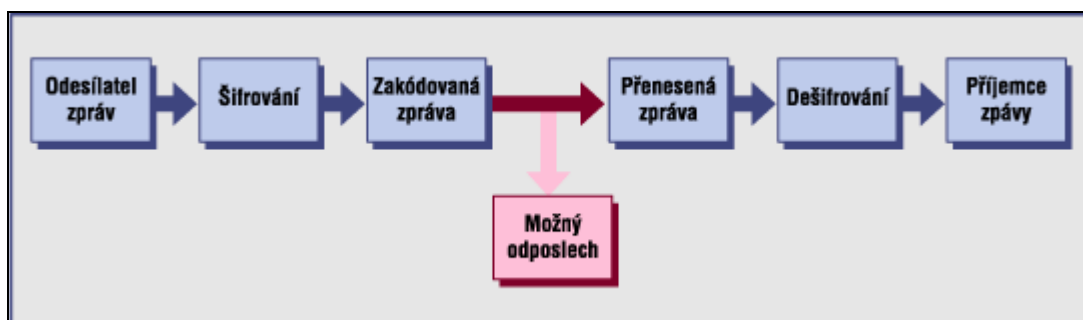 Odesílatel
zpráv
Šifrování
Zakódovaná
zpráva
Přenesená
zpráva
Dešifrování
Příjemce
zpávy
Možný
odposlech